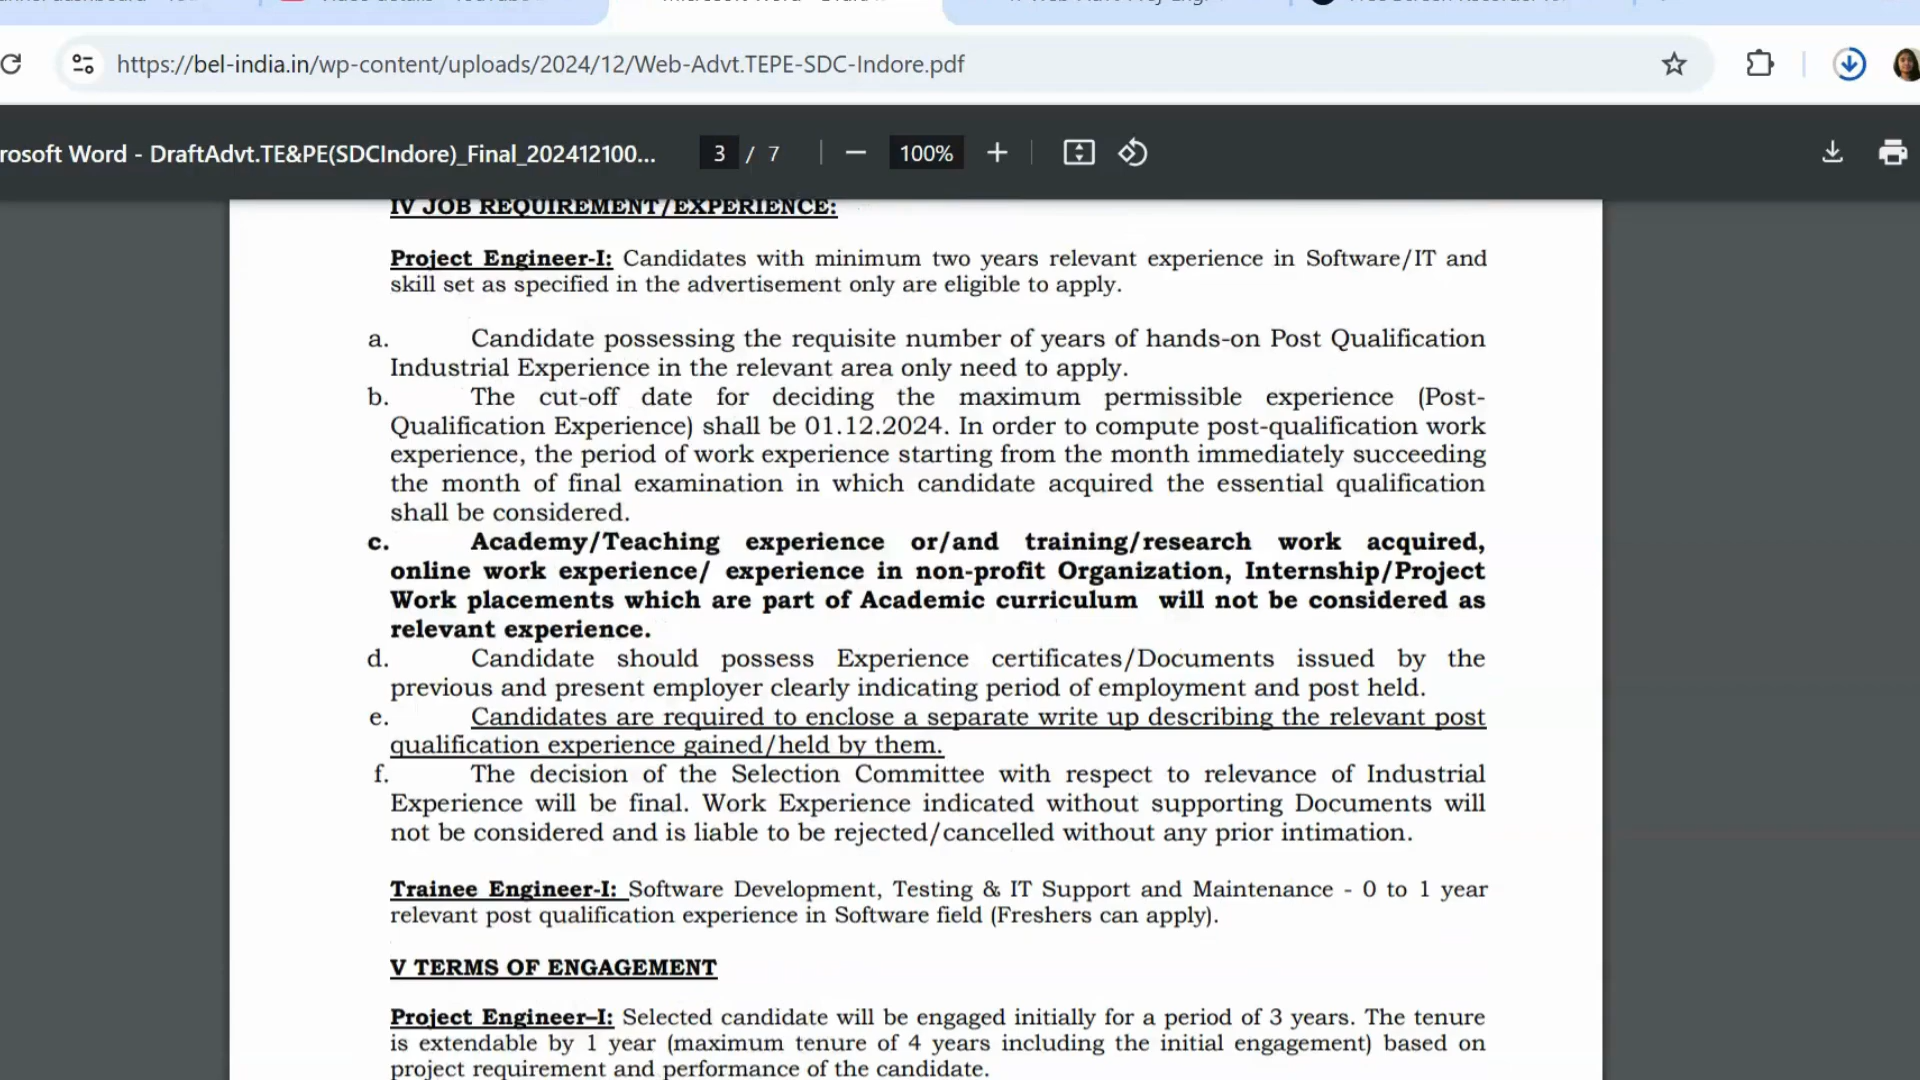 https://bel-india.in/wp-content/uploads/2024/12/Web-Advt.TEPE-SDC-Indore.pdf
rosoft Word - DraftAdvt.TE&PE(SDCIndore)_Final_202412100... 3 / 7 100%
IV JOB REQUIREMENT/EXPERIENCE:
Project Engineer-I: Candidates with minimum two years relevant experience in Software/IT and
skill set as specified in the advertisement only are eligible to apply.
a. Candidate possessing the requisite number of years of hands-on Post Qualification
Industrial Experience in the relevant area only need to apply.
b. The cut-off date for deciding the maximum permissible experience (Post-
Qualification Experience) shall be 01.12.2024. In order to compute post-qualification work
experience, the period of work experience starting from the month immediately succeeding
the month of final examination in which candidate acquired the essential qualification
shall be considered.
c. Academy/Teaching experience or/and training/research work acquired,
online work experience/ experience in non-profit Organization, Internship/Project
Work placements which are part of Academic curriculum will not be considered as
relevant experience.
d. Candidate should possess Experience certificates/Documents issued by the
previous and present employer clearly indicating period of employment and post held.
e. Candidates are required to enclose a separate write up describing the relevant post
qualification experience gained/held by them.
f. The decision of the Selection Committee with respect to relevance of Industrial
Experience will be final. Work Experience indicated without supporting Documents will
not be considered and is liable to be rejected/cancelled without any prior intimation.
Trainee Engineer-I: Software Development, Testing & IT Support and Maintenance - 0 to 1 year
relevant post qualification experience in Software field (Freshers can apply).
V TERMS OF ENGAGEMENT
Project Engineer–I: Selected candidate will be engaged initially for a period of 3 years. The tenure
is extendable by 1 year (maximum tenure of 4 years including the initial engagement) based on
project requirement and performance of the candidate.